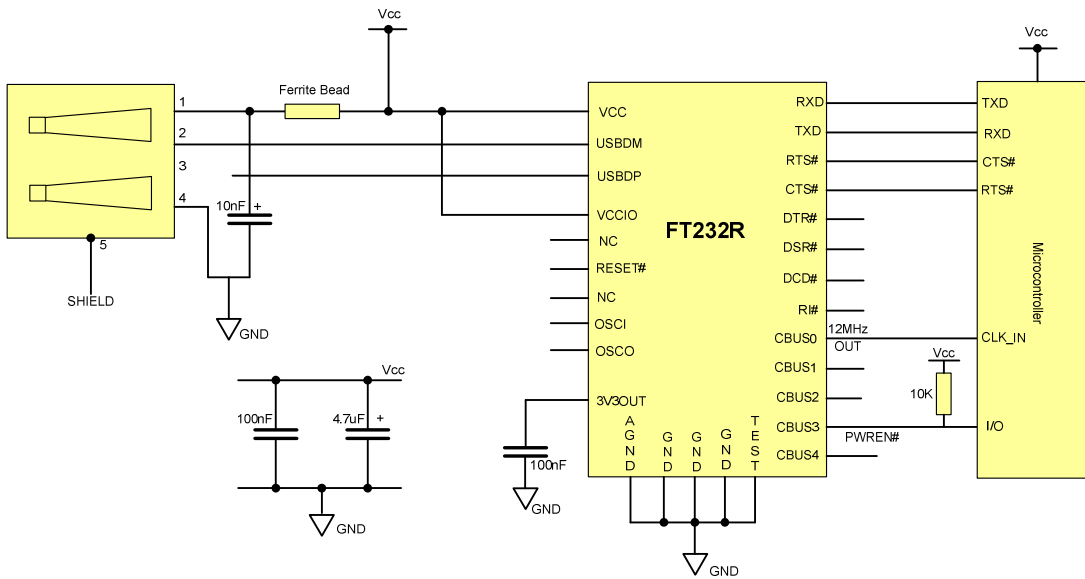 Vcc
Ferrite Bead
1
2
3
4
5
SHIELD
10nF +
GND
Vcc
100nF
4.7uF +
GND
VCC
USBDM
USBDP
VCCIO
NC
RESET#
NC
OSCI
OSCO
3V3OUT
100nF
GND
FT232R
AGND
GND
GND
GND
TEST
GND
RXD
TXD
RTS#
CTS#
DTR#
DSR#
DCD#
RI#
CBUS0
CBUS1
CBUS2
CBUS3
CBUS4
12MHz
OUT
Vcc
10K
PWREN#
Vcc
TXD
RXD
CTS#
RTS#
Microcontroller
CLK_IN
I/O